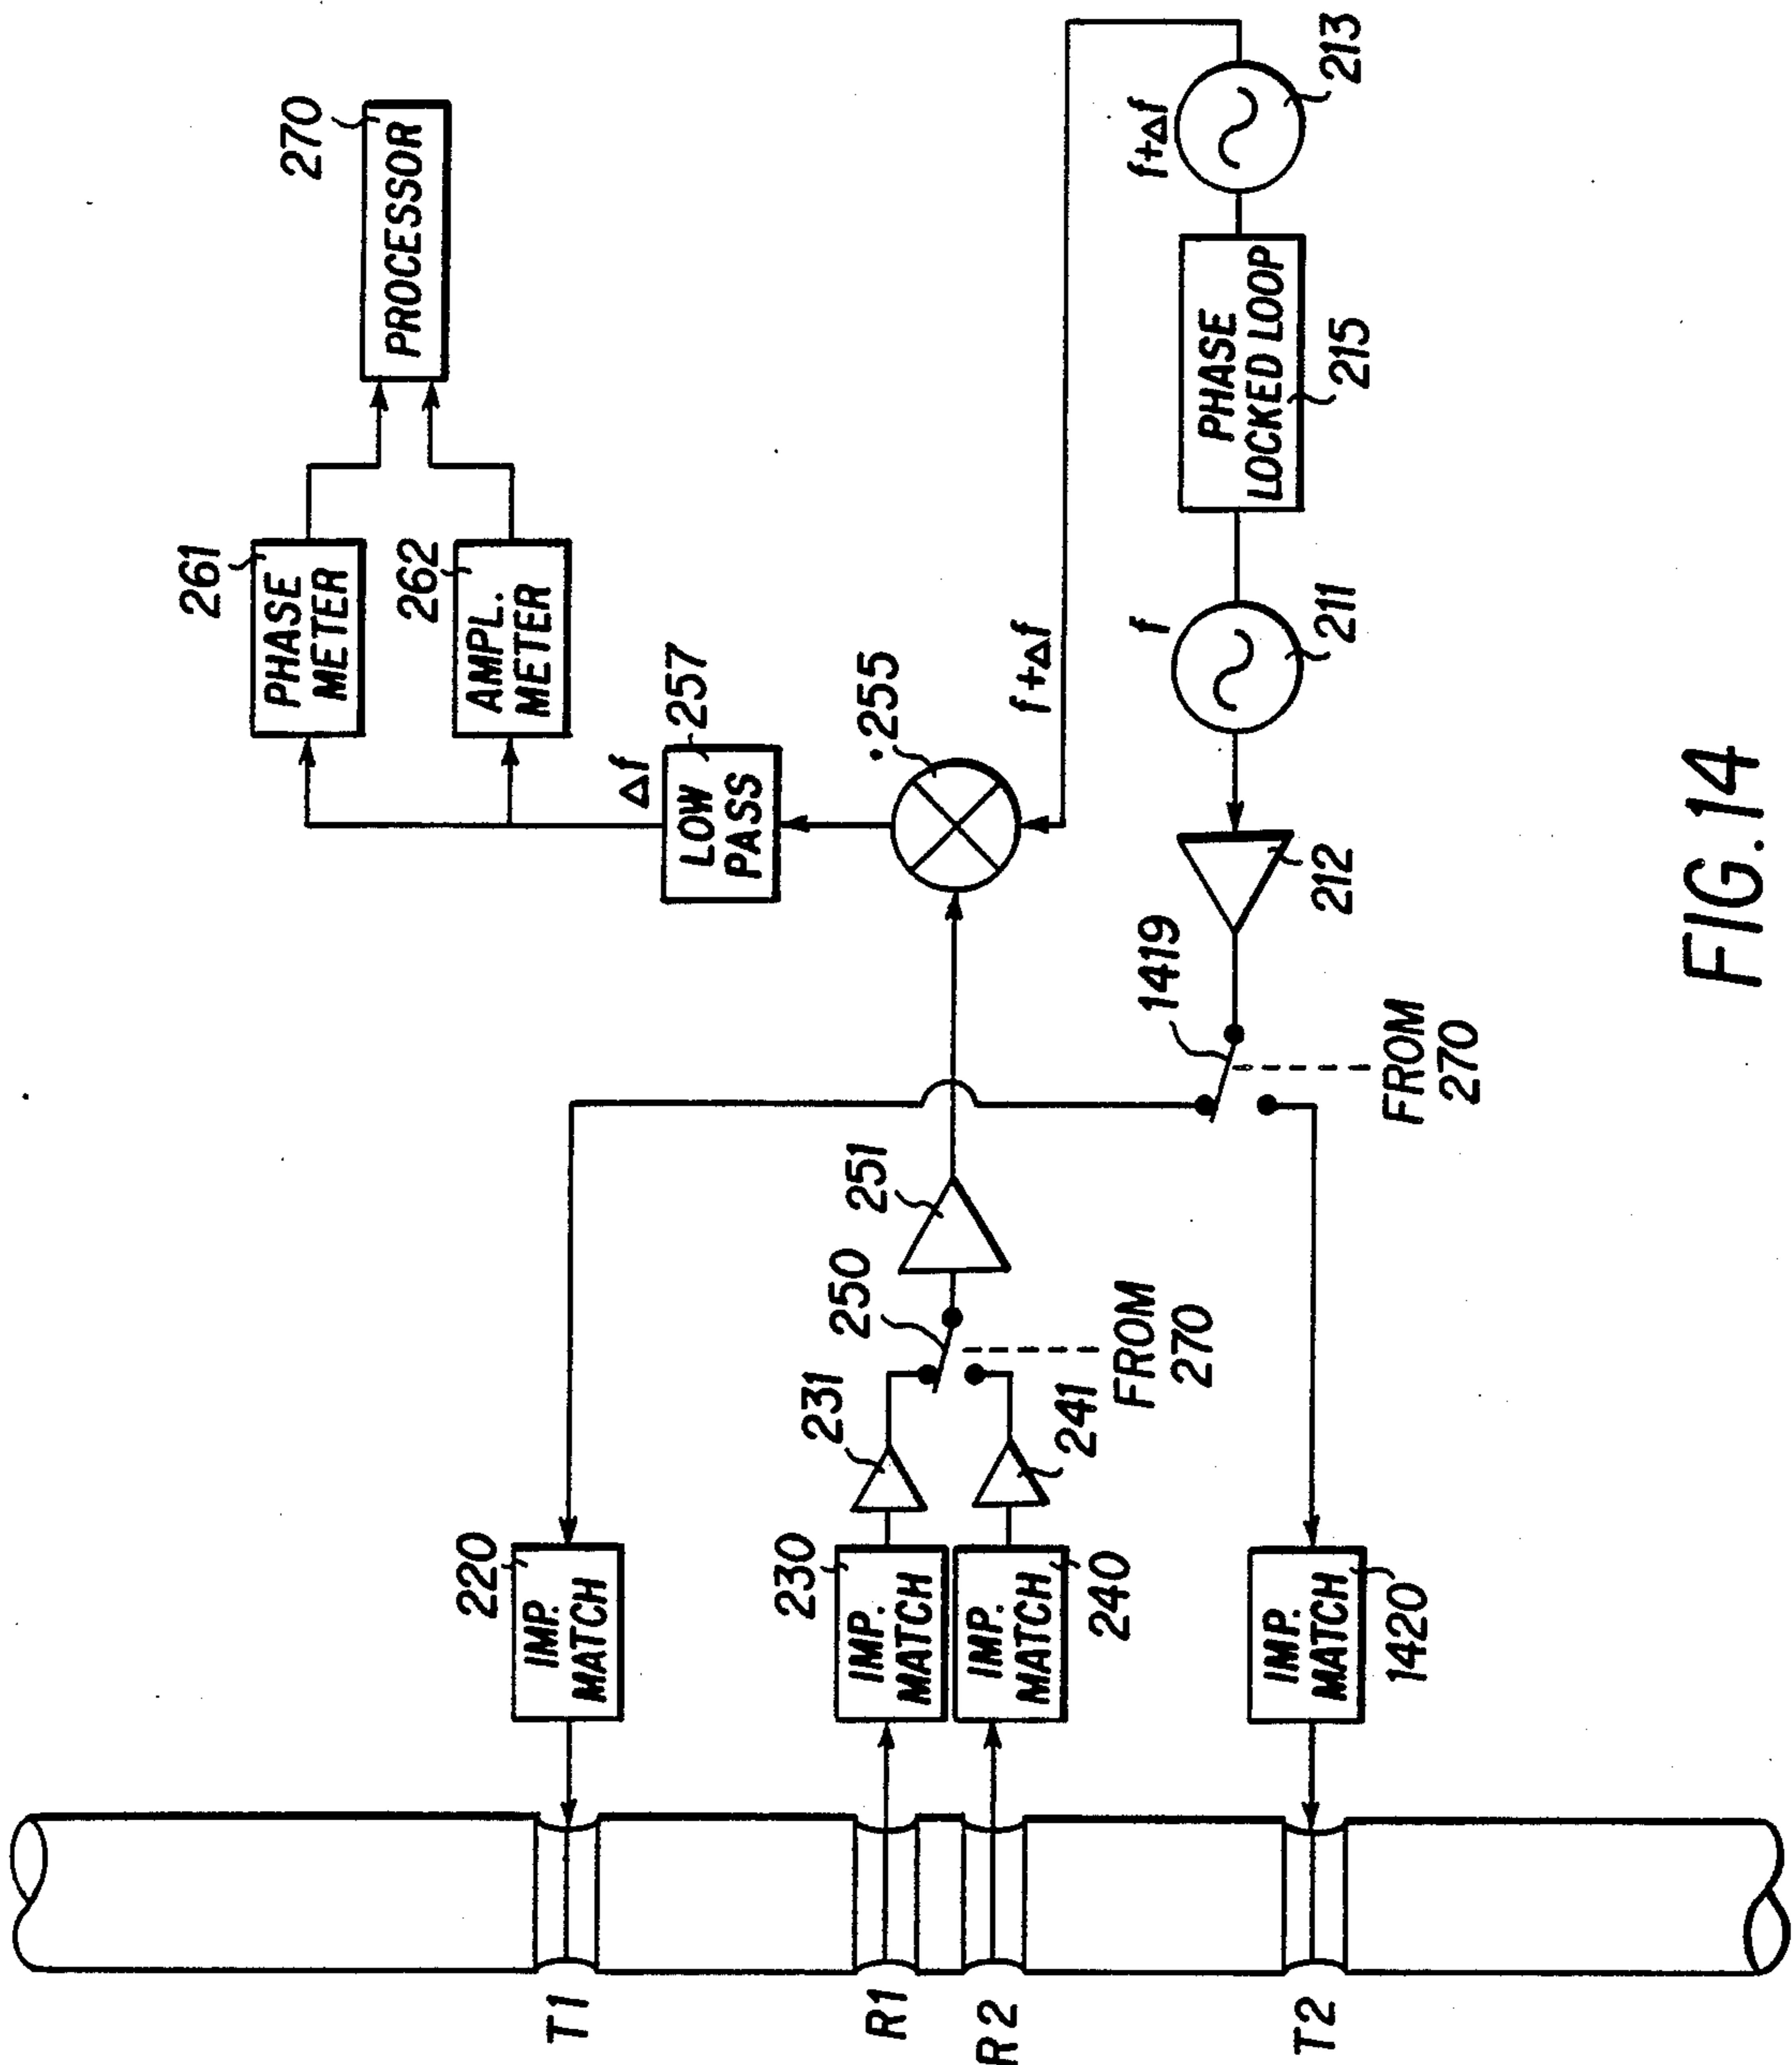 261
PHASE
METER
270
PROCESSOR
262
AMPL.
METER
220
IMP.
MATCH
T1
Δf
257
LOW
PASS
255
231
250
251
230
IMP.
MATCH
R1
IMP.
MATCH
240
R2
241
FROM
270
f+Δf
f+Δf
213
PHASE
LOCKED LOOP
215
f
211
212
1419
FROM
270
IMP.
MATCH
1420
T2
FIG.14